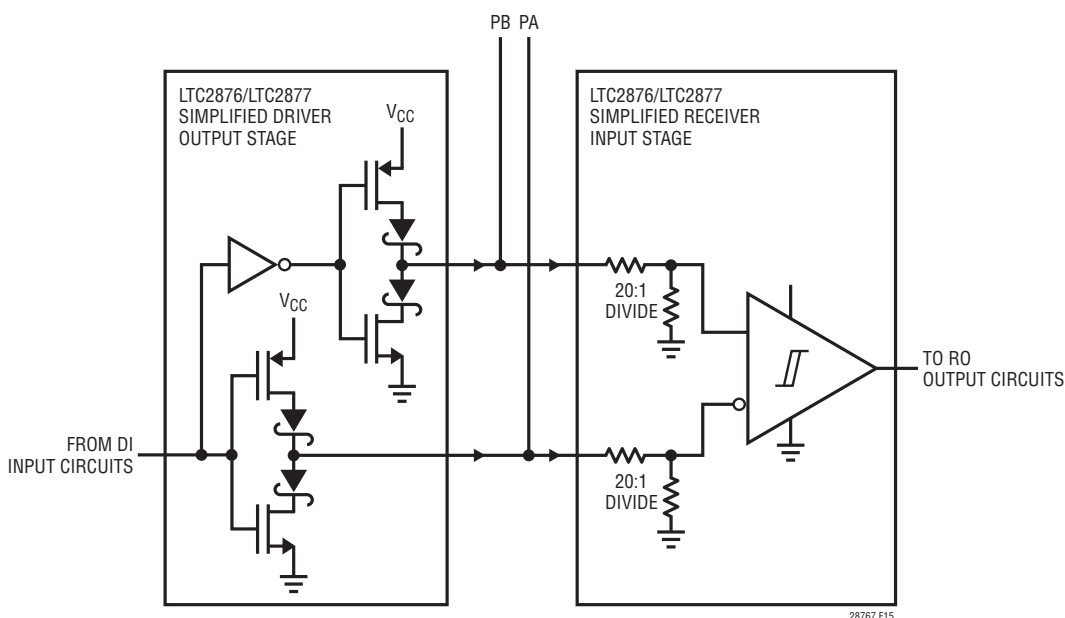 PB PA
LTC2876/LTC2877
SIMPLIFIED DRIVER
OUTPUT STAGE
VCC
VCC
FROM DI
INPUT CIRCUITS
LTC2876/LTC2877
SIMPLIFIED RECEIVER
INPUT STAGE
20:1
DIVIDE
20:1
DIVIDE
TO RO
OUTPUT CIRCUITS
28767 F15